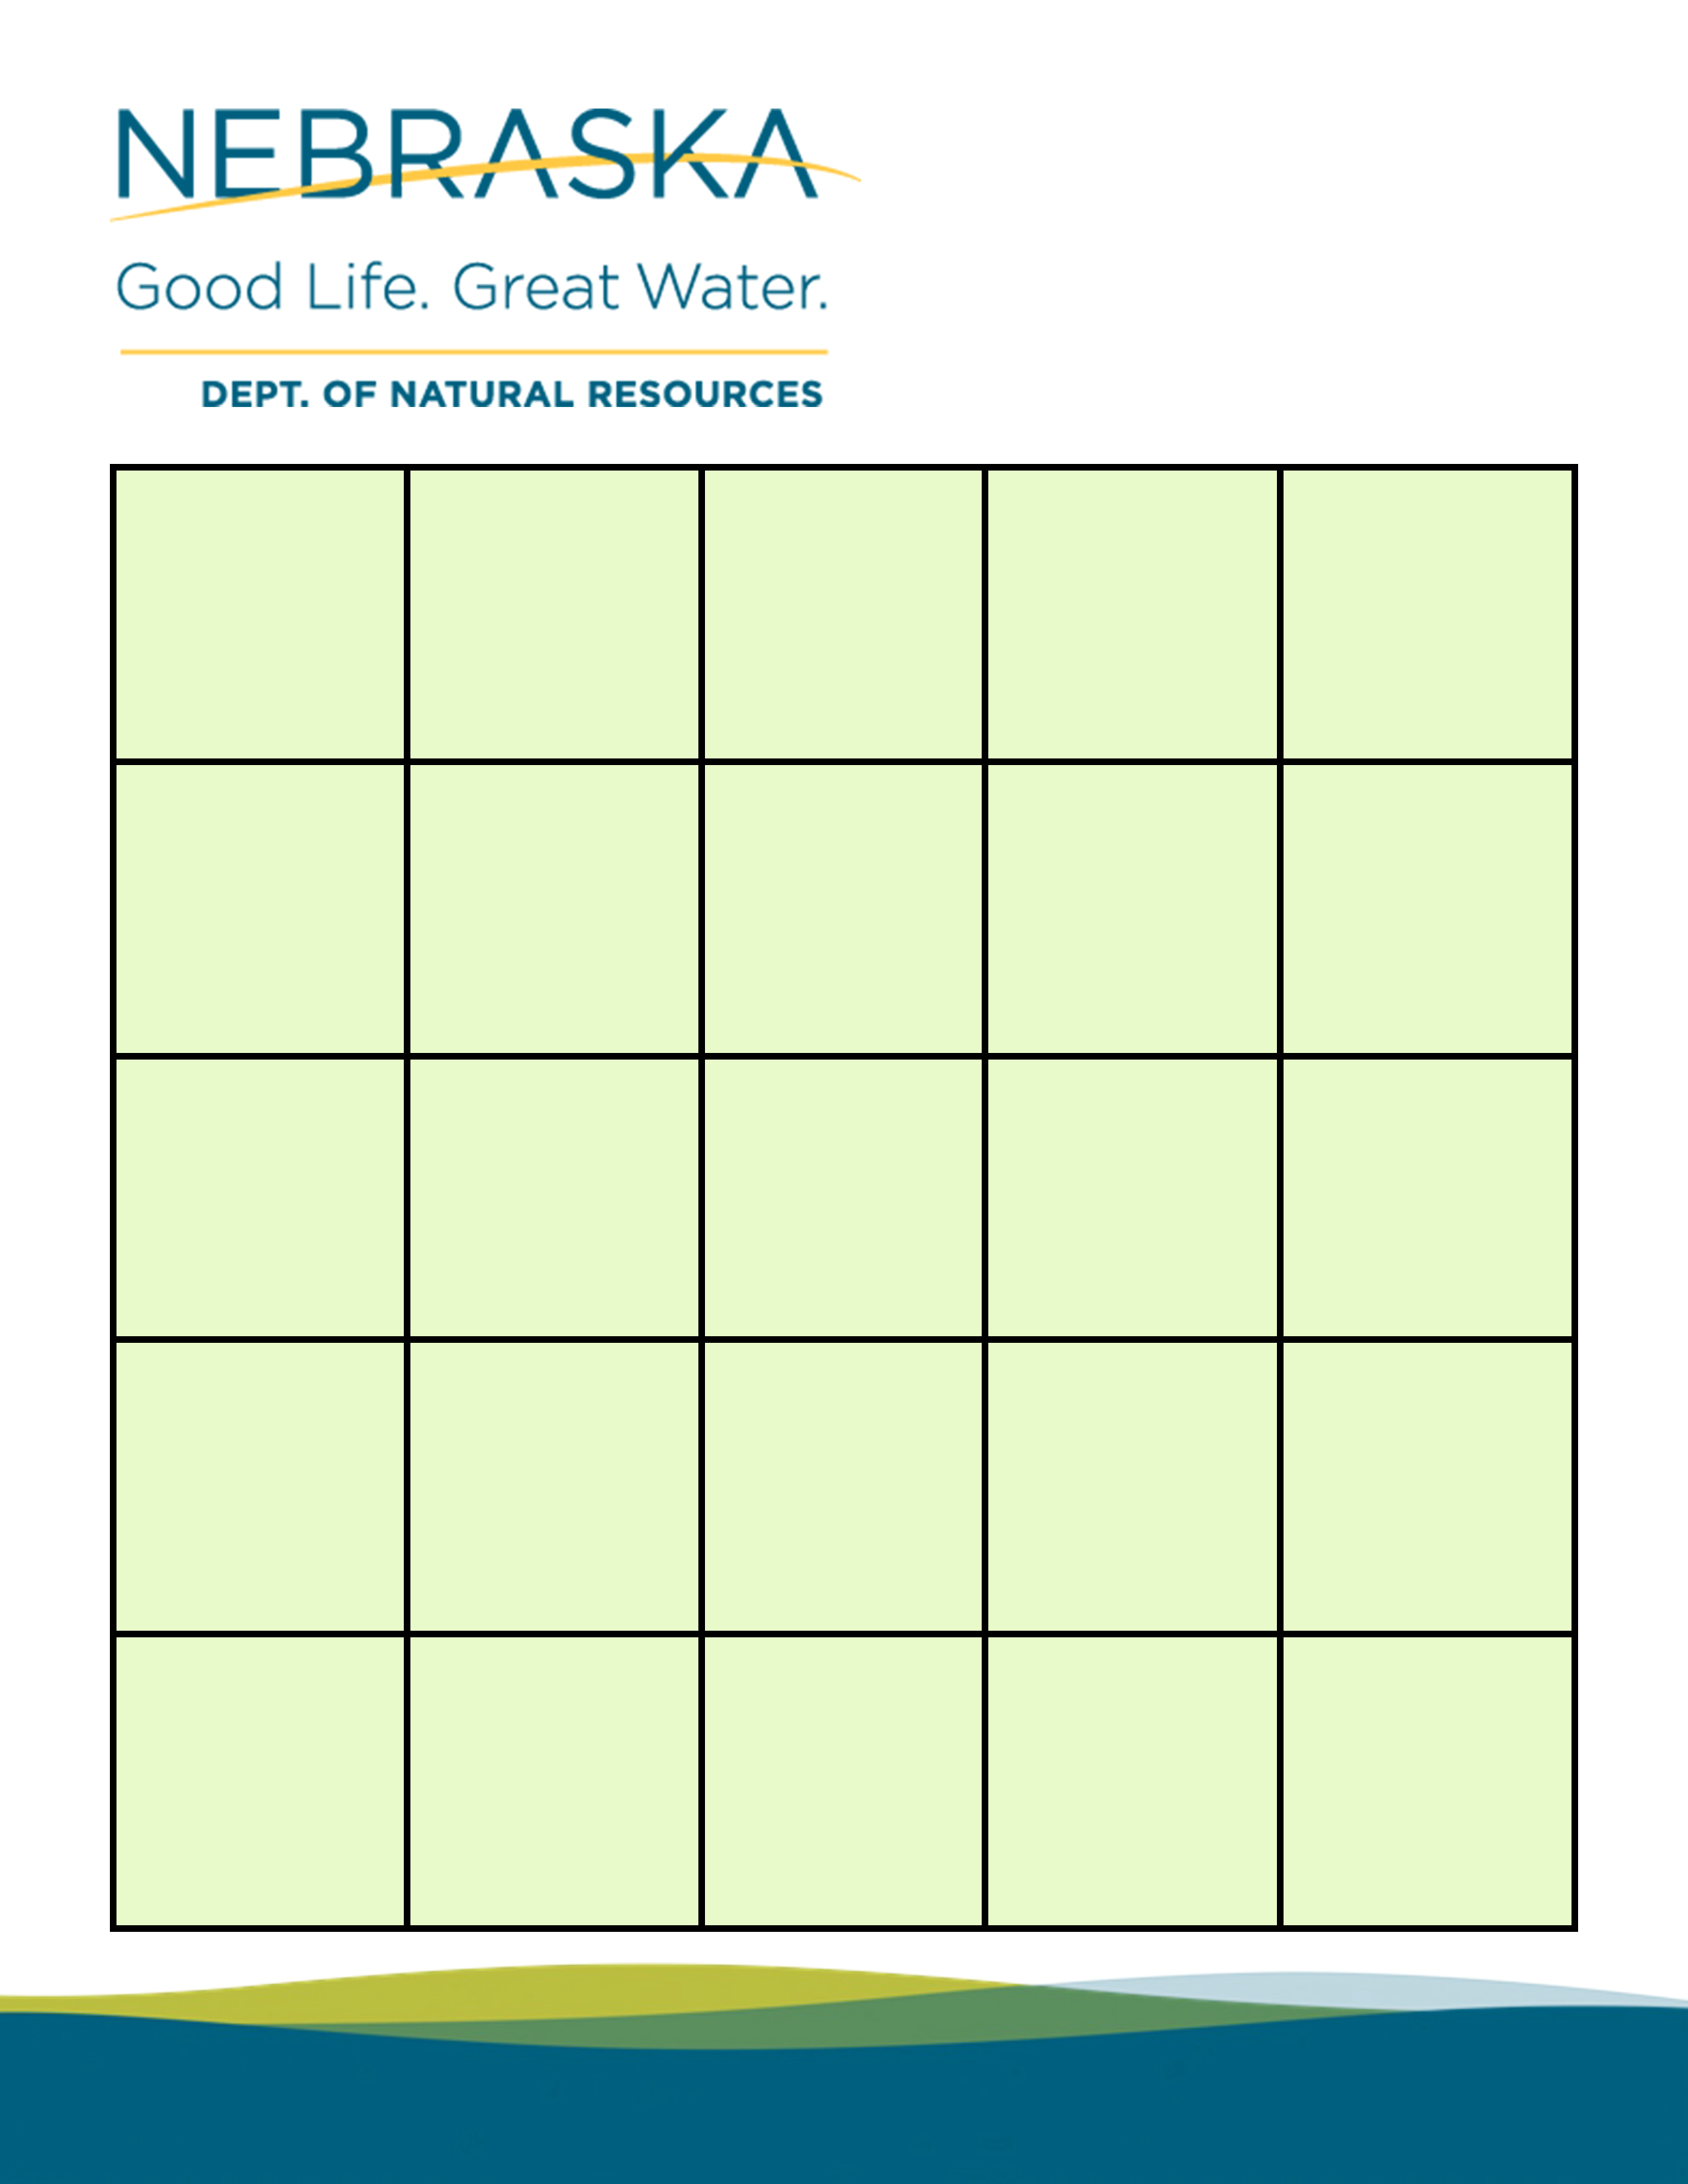 NEBRASKA
Good Life. Great Water.
DEPT. OF NATURAL RESOURCES